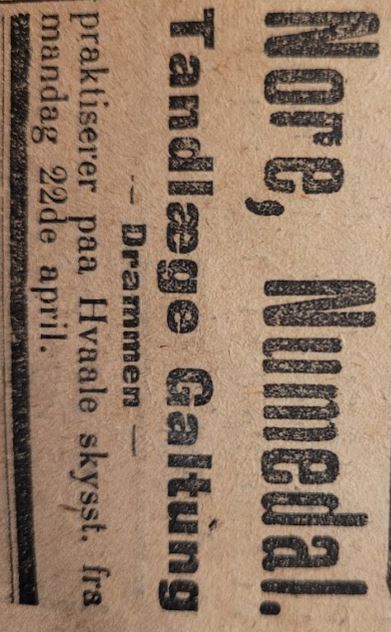 Nore, Numedal.
Tandlæge Galtung
— Drammen —
praktiserer paa Hvaale skysst. fra
mandag 22de april.